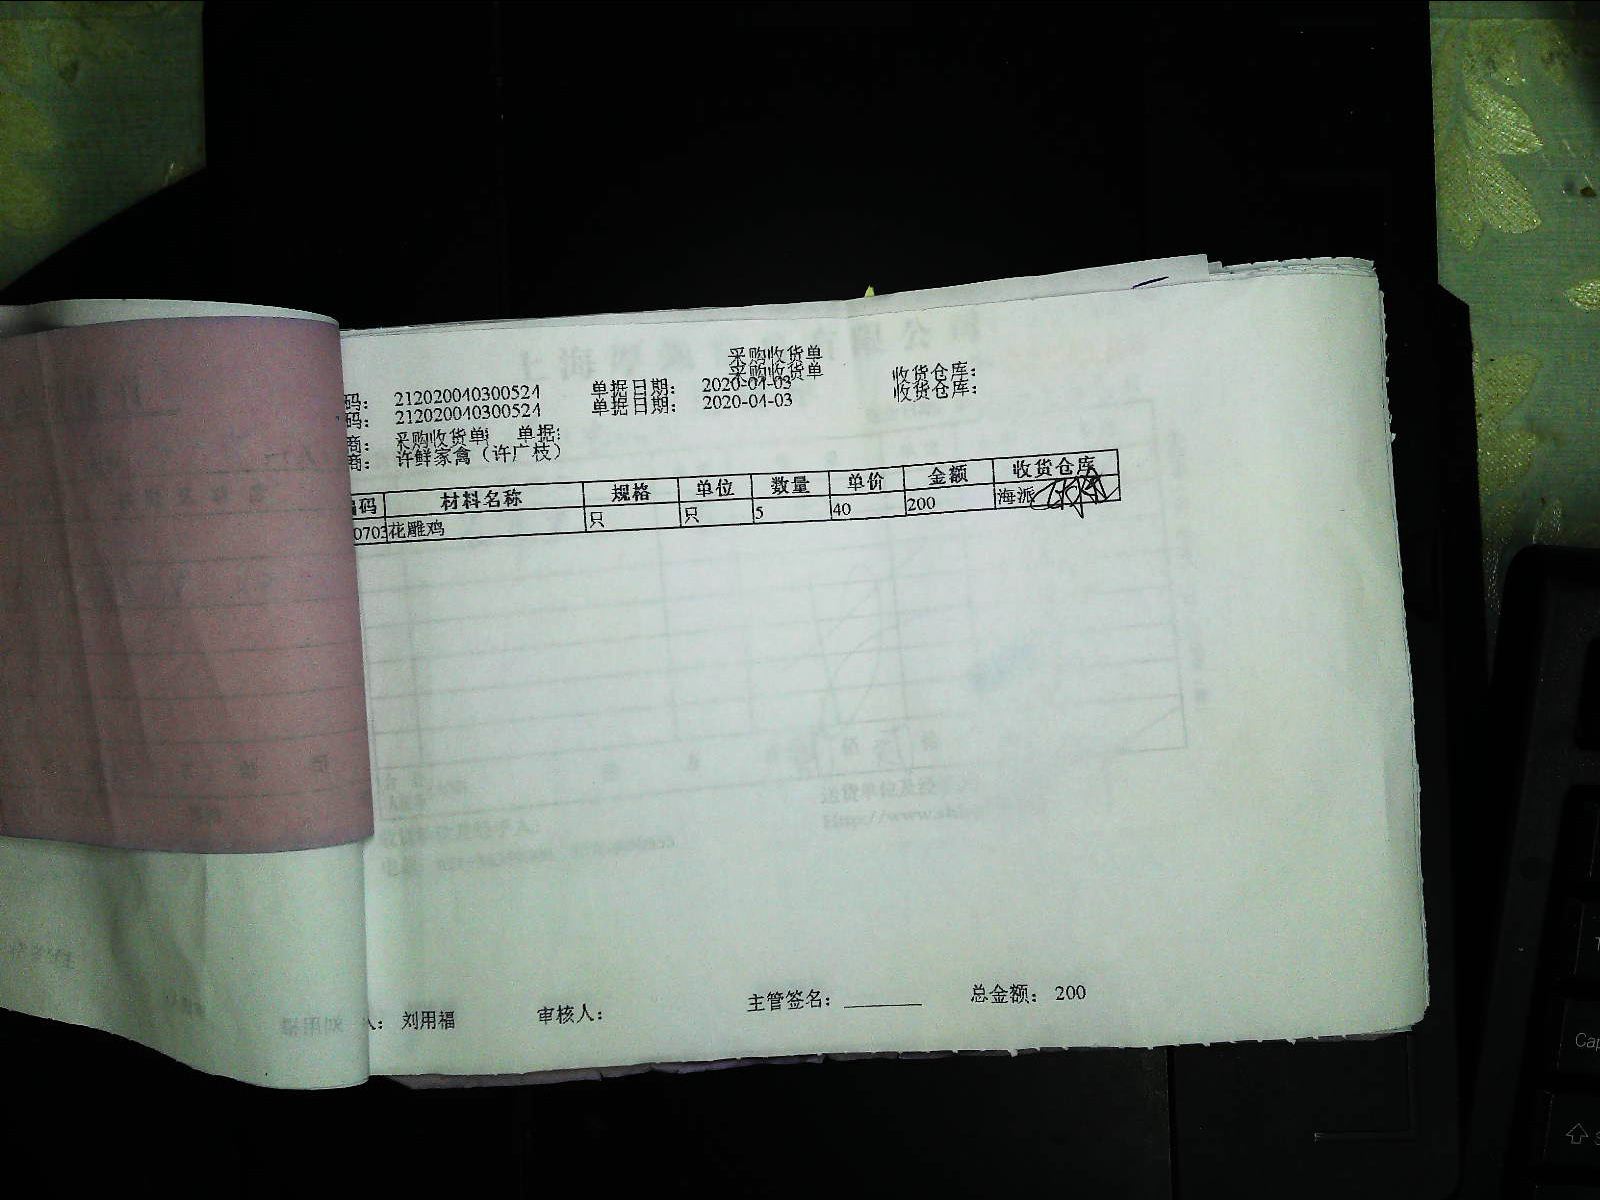 采购收货单
采购收货单
码： 212020040300524 单据日期： 2020-04-03 收货仓库：
码： 212020040300524 单据日期： 2020-04-03 收货仓库：
商： 采购收货单 单据：
商： 许鲜家禽（许广枝）
编码 材料名称 规格 单位 数量 单价 金额 收货仓库
0703 花雕鸡 只 只 5 40 200 海派
人： 刘用福 审核人： 主管签名： 总金额： 200